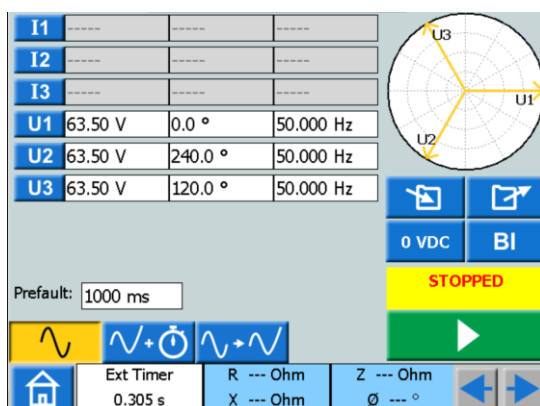 I1 ----- ----- -----
I2 ----- ----- -----
I3 ----- ----- -----
U1 63.50 V 0.0 ° 50.000 Hz
U2 63.50 V 240.0 ° 50.000 Hz
U3 63.50 V 120.0 ° 50.000 Hz
U3
U1
U2
0 VDC BI
STOPPED
Prefault: 1000 ms
Ext Timer R --- Ohm Z --- Ohm
0.305 s X --- Ohm Ø --- °